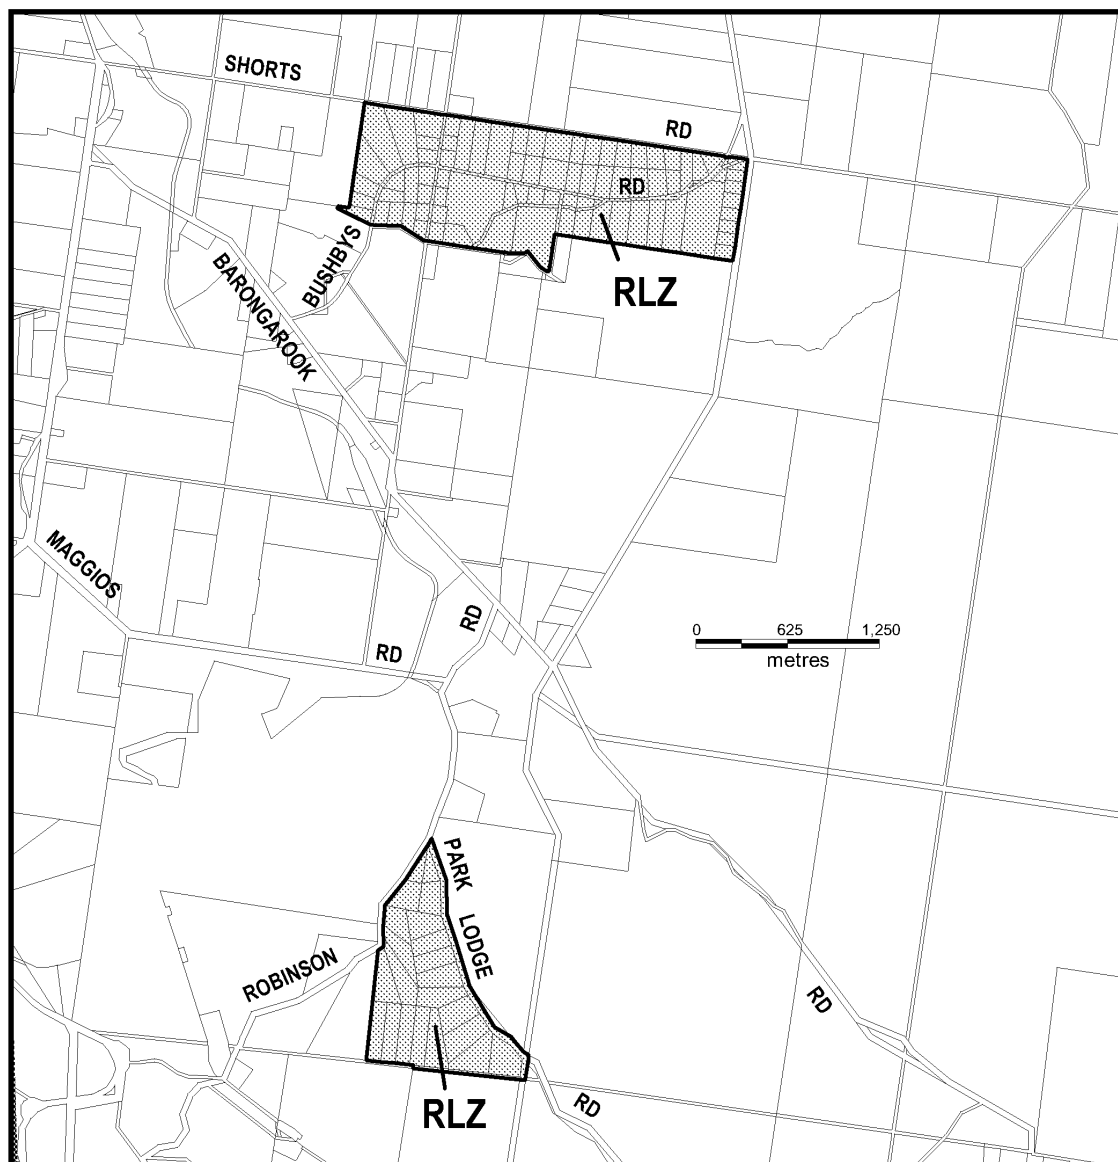 SHORTS
RD
RD
BUSHBYS
RLZ
BARONGAROOK
MAGGIOS
RD
RD
0 625 1,250
metres
PARK
LODGE
ROBINSON
RD
RLZ
RD